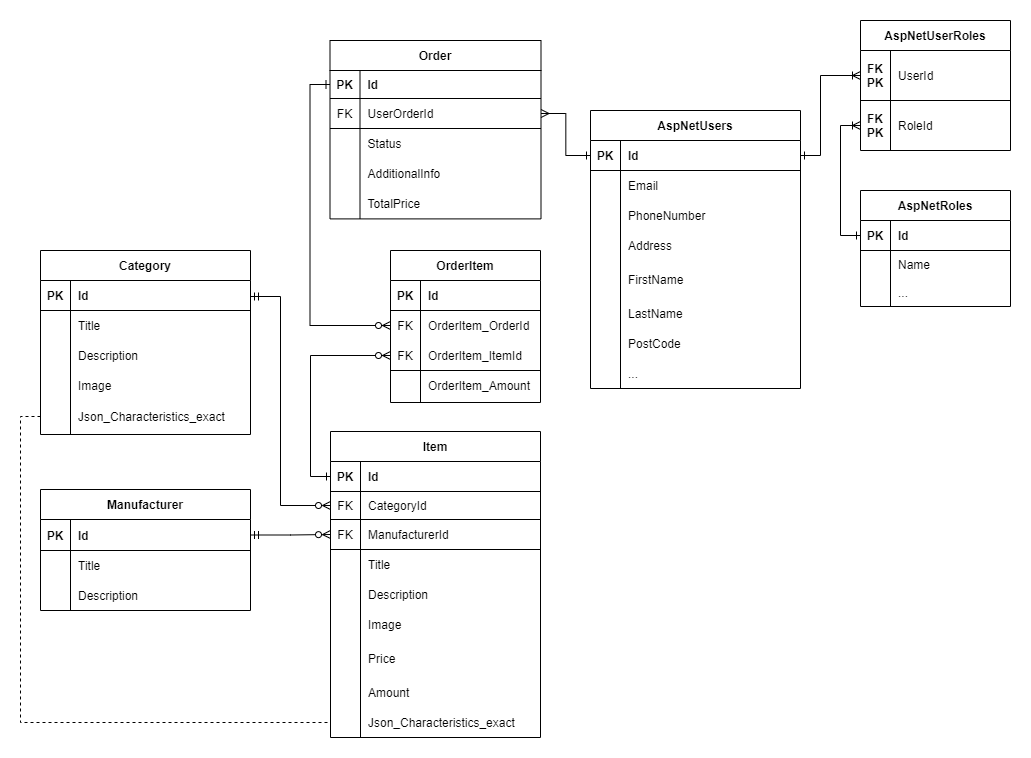 Order
PK Id
FK UserOrderId
Status
AdditionalInfo
TotalPrice
AspNetUsers
PK Id
Email
PhoneNumber
Address
FirstName
LastName
PostCode
...
AspNetUserRoles
FK
PK UserId
FK
PK RoleId
AspNetRoles
PK Id
Name
...
Category
PK Id
Title
Description
Image
Json_Characteristics_exact
OrderItem
PK Id
FK OrderItem_OrderId
FK OrderItem_ItemId
OrderItem_Amount
Manufacturer
PK Id
Title
Description
Item
PK Id
FK CategoryId
FK ManufacturerId
Title
Description
Image
Price
Amount
Json_Characteristics_exact